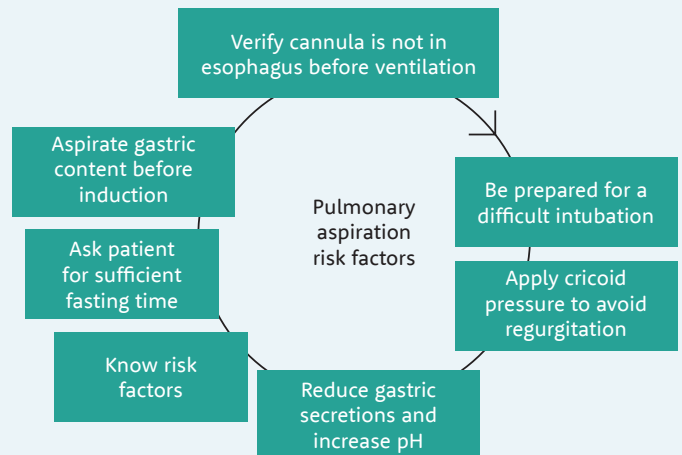 Verify cannula is not in
esophagus before ventilation
Be prepared for a
difficult intubation
Apply cricoid
pressure to avoid
regurgitation
Reduce gastric
secretions and
increase pH
Know risk
factors
Ask patient
for sufficient
fasting time
Aspirate gastric
content before
induction
Pulmonary
aspiration
risk factors